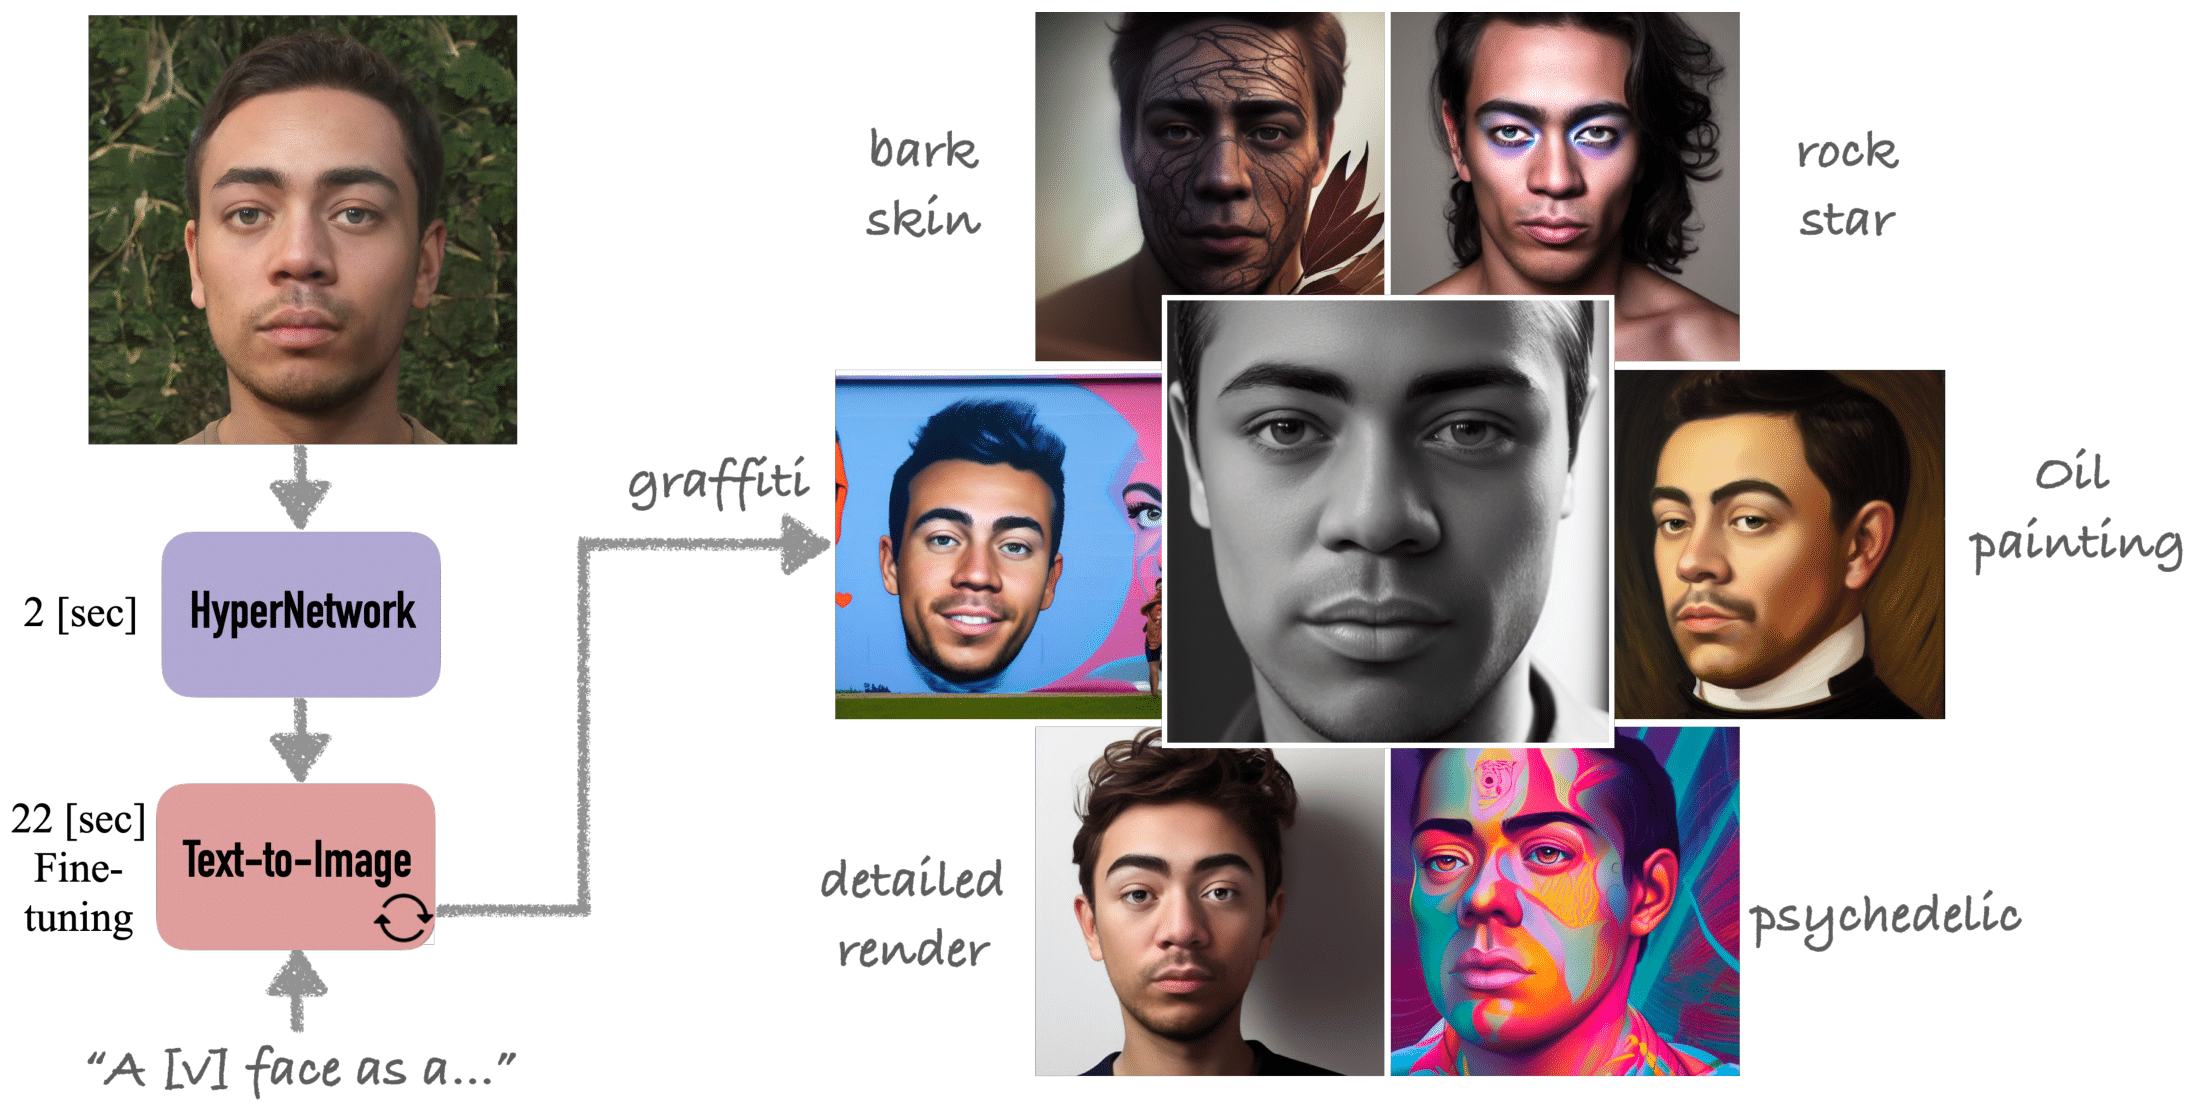 bark
skin
rock
star
graffiti
Oil
painting
2 [sec]
HyperNetwork
22 [sec]
Fine-
tuning
Text-to-Image
detailed
render
psychedelic
“A [v] face as a...”